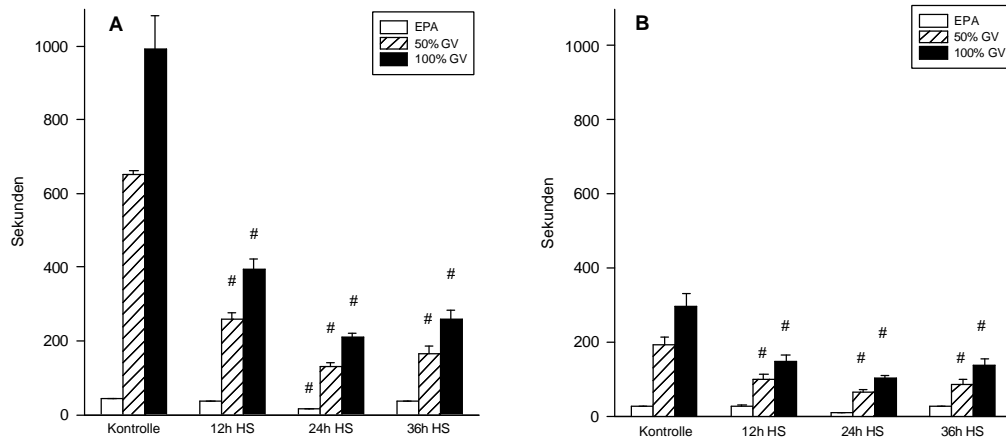 A
EPA
50% GV
100% GV
Sekunden
1000
800
600
400
200
0
# #
# # #
# #
Kontrolle 12h HS 24h HS 36h HS
B
EPA
50% GV
100% GV
Sekunden
1000
800
600
400
200
0
# #
# #
# #
Kontrolle 12h HS 24h HS 36h HS